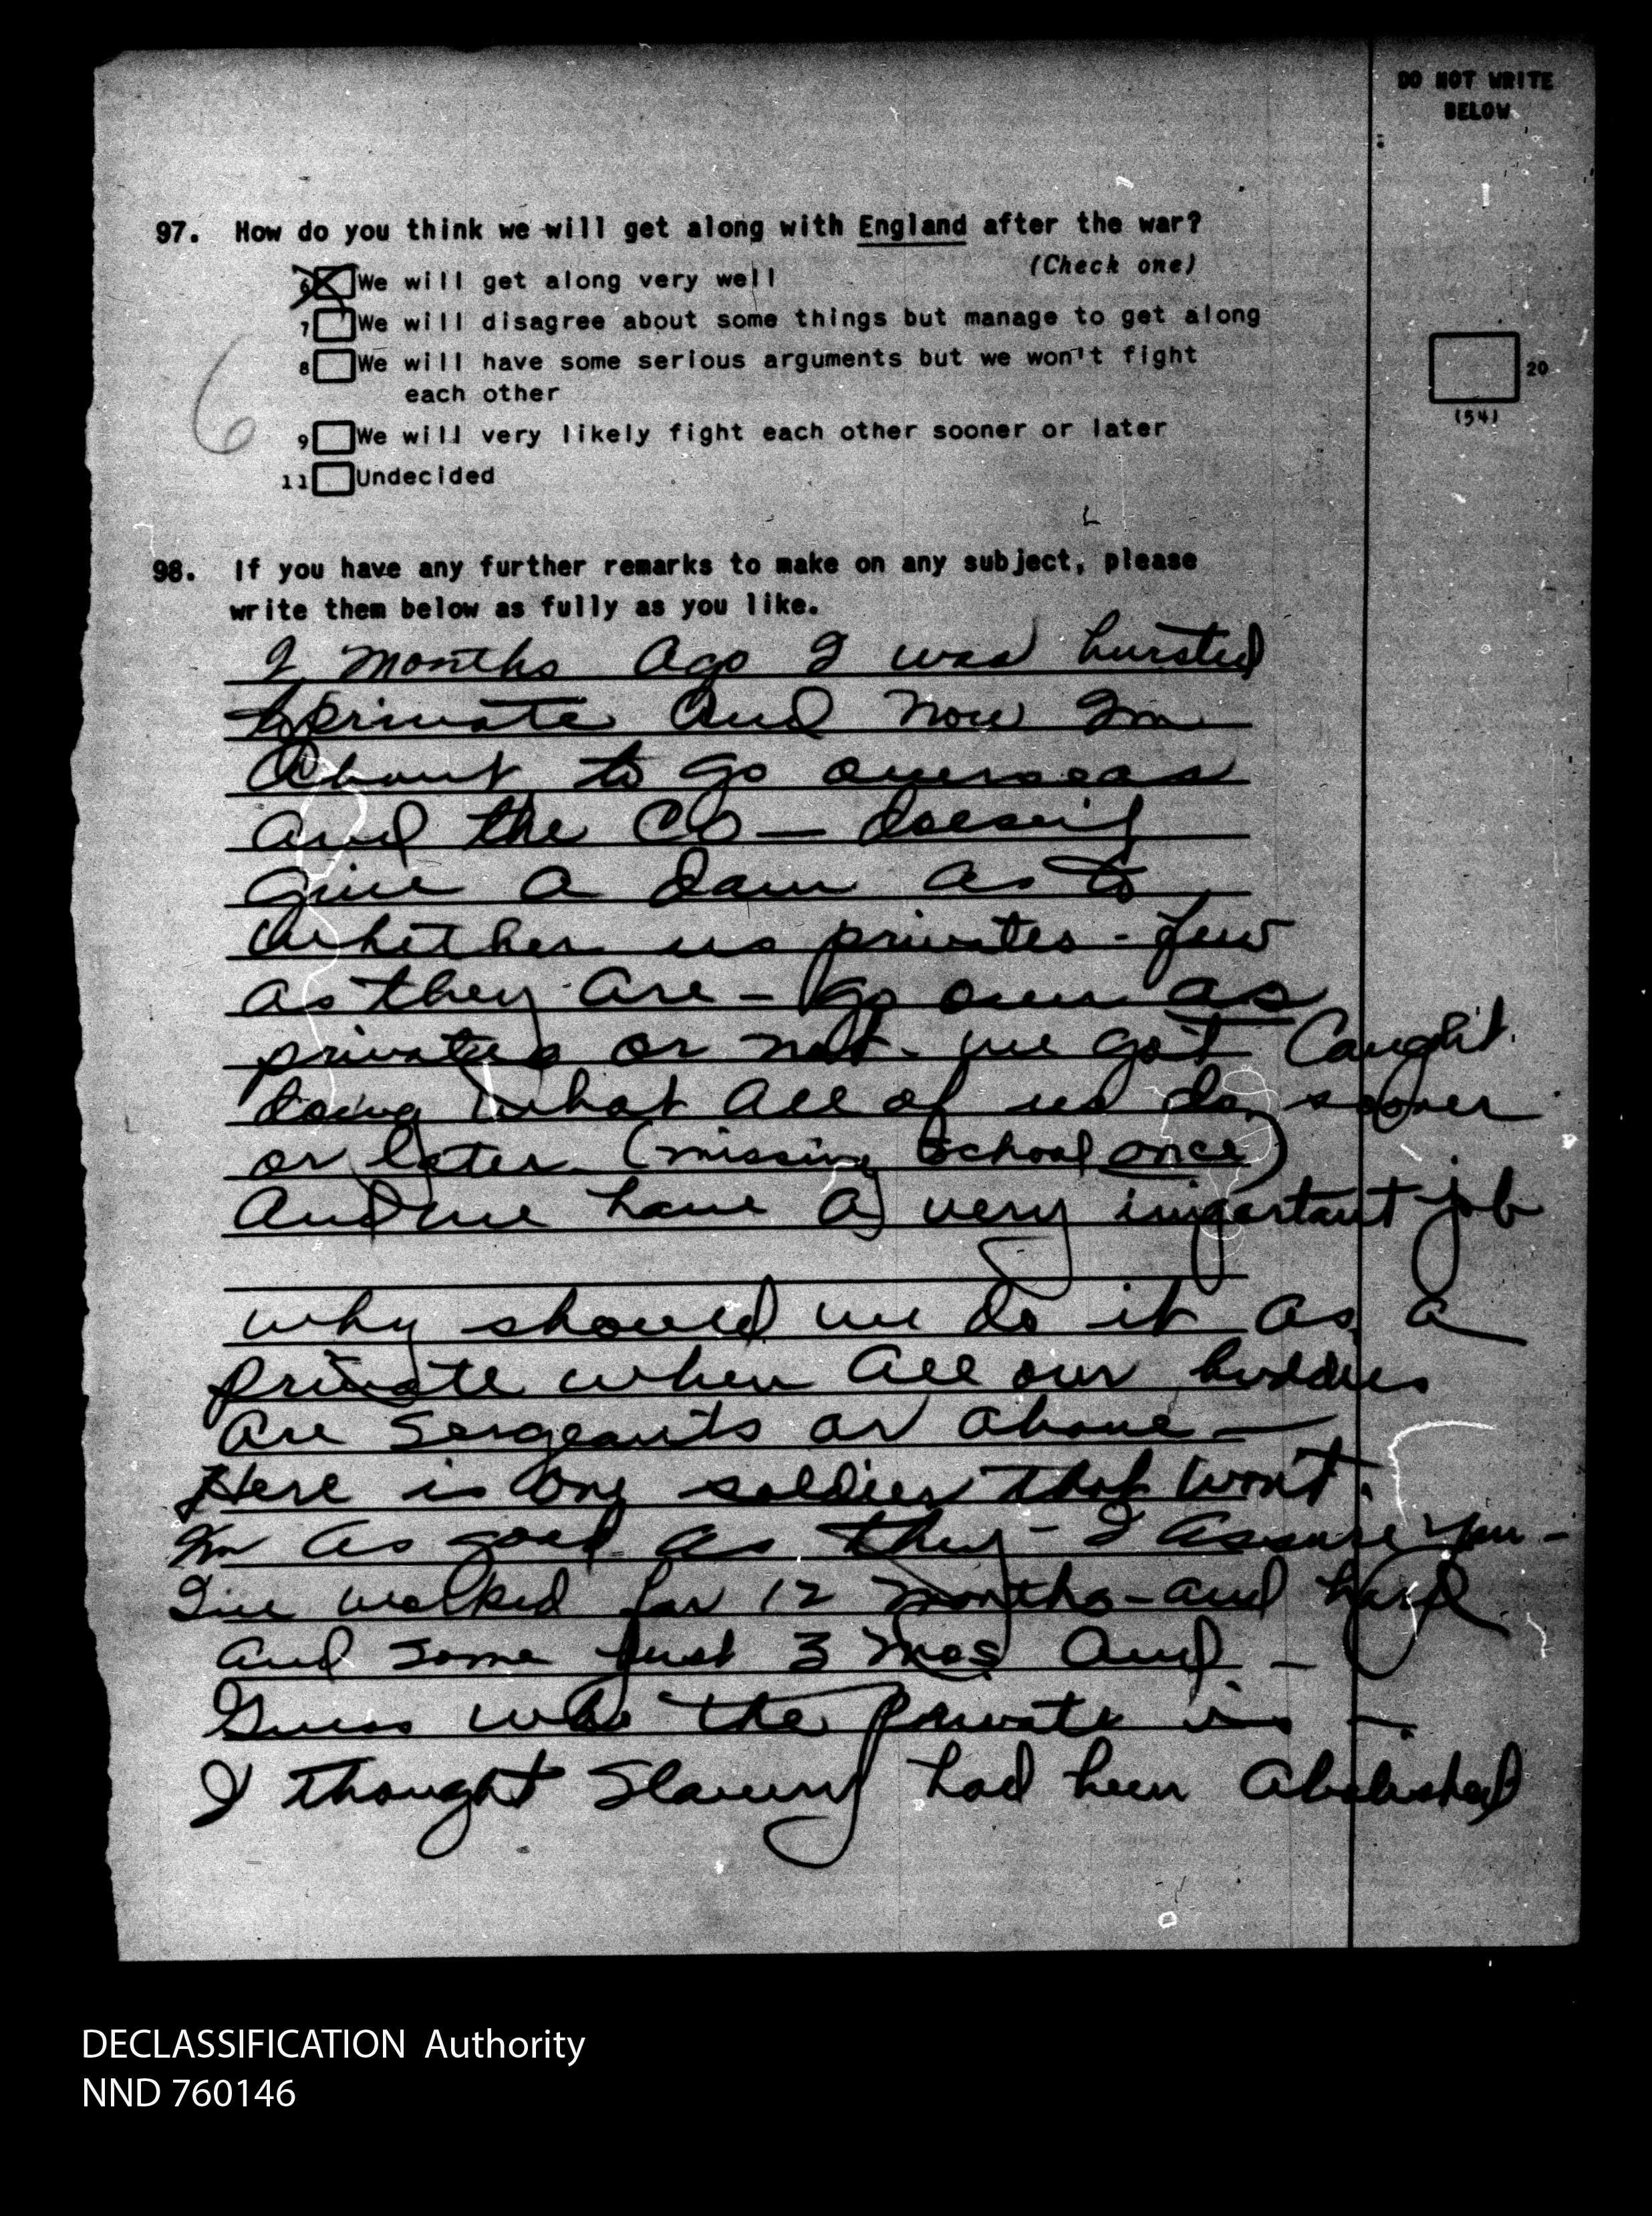 DO NOT WRITE
BELOW
97. How do you think we will get along with England after the war?
(Check one)
6 We will get along very well
7 We will disagree about some things but manage to get along
8 We will have some serious arguments but we won't fight
each other
9 We will very likely fight each other sooner or later
11 Undecided
6
20
(54)
98. If you have any further remarks to make on any subject, please
write them below as fully as you like.
2 months ago I was bursted
to private and now I'm
about to go overseas
and the CO — doesn't
give a dam as to
whether us privates - few
as they are - go over as
privates or not. we got caught
doing what all of us do, sooner
or later (missing school once)
and we have a very important job
why should we do it as a
private when all our buddies
are sergeants or above —
Here is one soldier that won't.
I'm as good as they - I assure you -
I've worked for 12 months - and hard
and some just 3 mos and —
Guess who the private is —.
I thought Slavery had been abolished
DECLASSIFICATION Authority
NND 760146